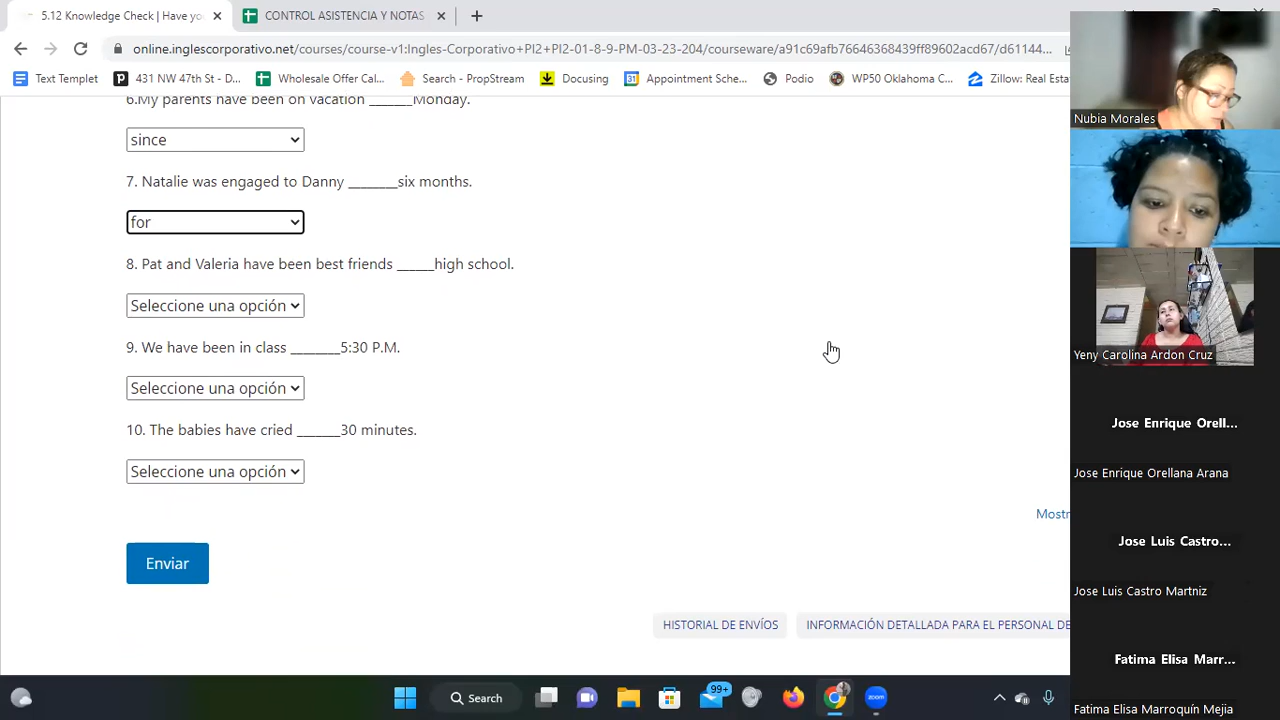 5.12 Knowledge Check | Have you
CONTROL ASISTENCIA Y NOTAS
online.inglescorporativo.net/courses/course-v1:Ingles-Corporativo+PI2+PI2-01-8-9-PM-03-23-204/courseware/a91c69afb76646368439ff89602acd67/d61144...
Text Templet
431 NW 47th St - D...
Wholesale Offer Cal...
Search - PropStream
Docusing
Appointment Sche...
Podio
WP50 Oklahoma C...
Zillow: Real Esta
6.My parents have been on vacation ______Monday.
since
7. Natalie was engaged to Danny _______six months.
for
8. Pat and Valeria have been best friends _____high school.
Seleccione una opción
9. We have been in class _______5:30 P.M.
Seleccione una opción
10. The babies have cried ______30 minutes.
Seleccione una opción
Mostr
Enviar
HISTORIAL DE ENVÍOS
INFORMACIÓN DETALLADA PARA EL PERSONAL DE
Nubia Morales
Yeny Carolina Ardon Cruz
Jose Enrique Orell...
Jose Enrique Orellana Arana
Jose Luis Castro...
Jose Luis Castro Martniz
Fatima Elisa Marr...
Fatima Elisa Marroquín Mejia
Search
99+
zoom